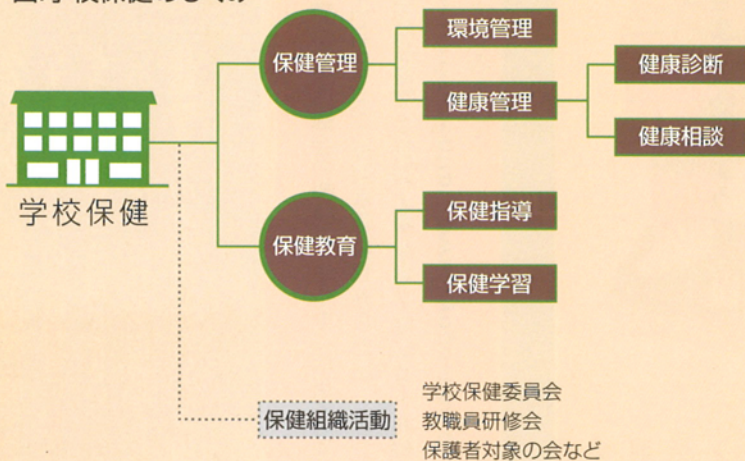 保健管理
環境管理
健康管理
健康診断
健康相談
学校保健
保健教育
保健指導
保健学習
保健組織活動
学校保健委員会
教職員研修会
保護者対象の会など